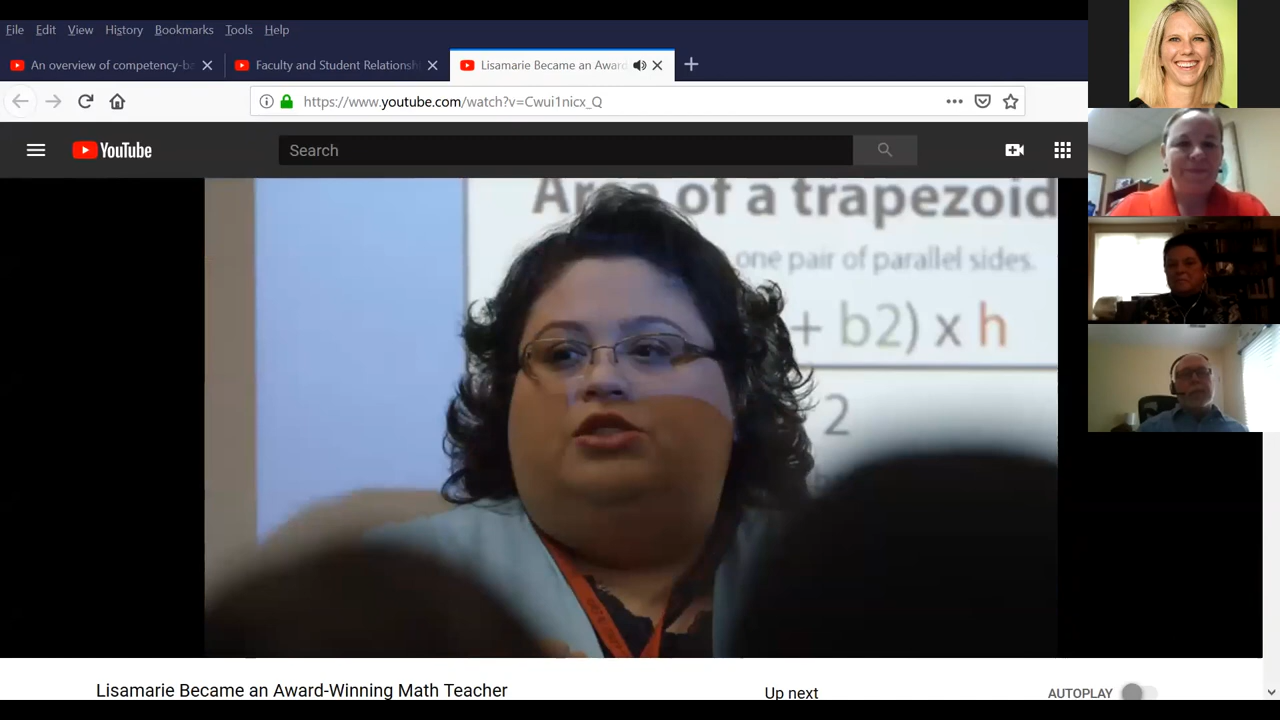 File Edit View History Bookmarks Tools Help
An overview of competency-ba
Faculty and Student Relations
Lisamarie Became an Award
https://www.youtube.com/watch?v=Cwui1nicx_Q
YouTube
Search
Area of a trapezoid
one pair of parallel sides.
+ b2) x h
2
Lisamarie Became an Award-Winning Math Teacher
Up next
AUTOPLAY